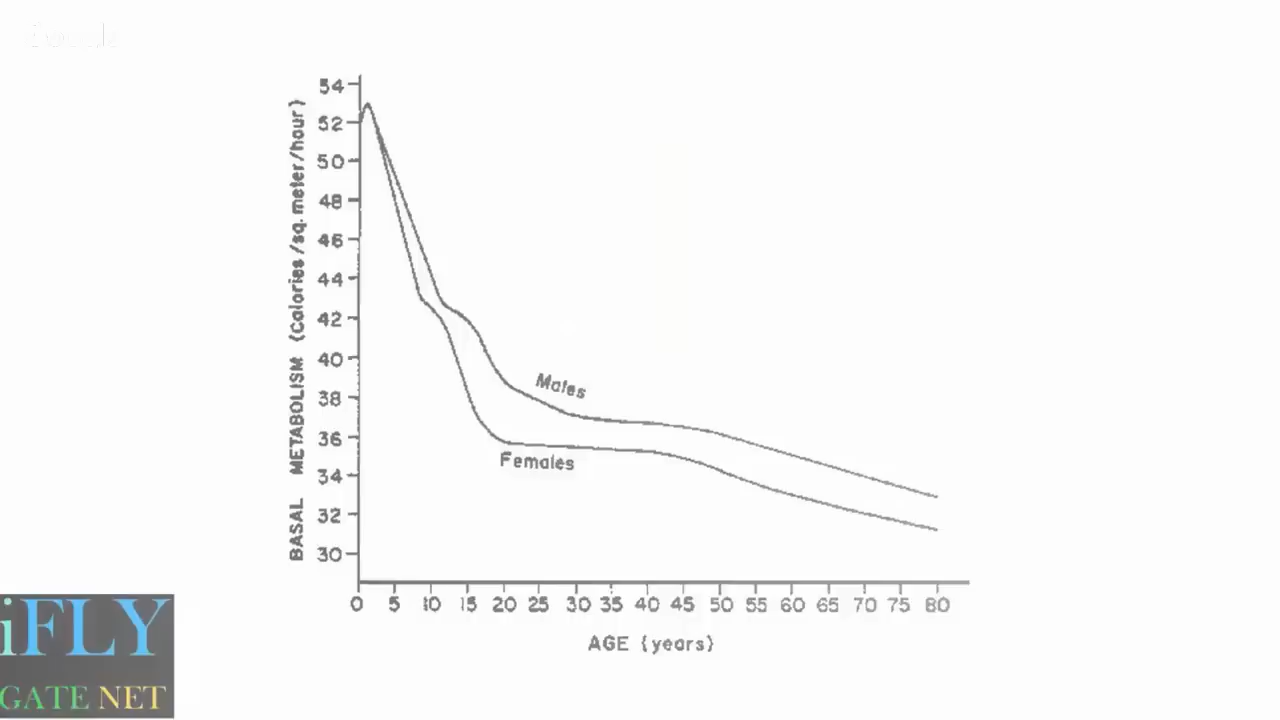 54
52
50
48
46
44
42
40
38
36
34
32
30
BASAL METABOLISM (Calories/sq. meter/hour)
Males
Females
0 5 10 15 20 25 30 35 40 45 50 55 60 65 70 75 80
AGE (years)
iFLY
GATE NET